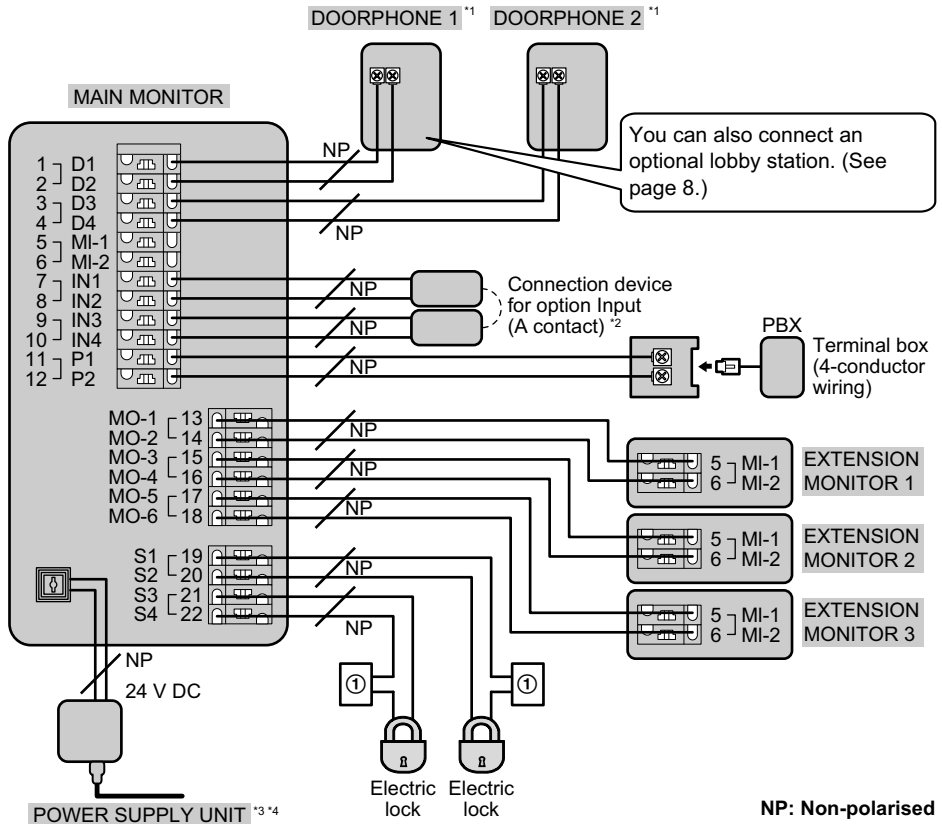 DOORPHONE 1 *1 DOORPHONE 2 *1
MAIN MONITOR
You can also connect an
optional lobby station. (See
page 8.)
1 D1
2 D2
3 D3
4 D4
5 MI-1
6 MI-2
7 IN1
8 IN2
9 IN3
10 IN4
11 P1
12 P2
NP
NP
NP
NP
NP
Connection device
for option Input
(A contact) *2
PBX
Terminal box
(4-conductor
wiring)
MO-1 13
MO-2 14
MO-3 15
MO-4 16
MO-5 17
MO-6 18
NP
NP
NP
5 MI-1
6 MI-2
EXTENSION
MONITOR 1
5 MI-1
6 MI-2
EXTENSION
MONITOR 2
5 MI-1
6 MI-2
EXTENSION
MONITOR 3
S1 19
S2 20
S3 21
S4 22
NP
NP
NP
24 V DC
①
①
Electric
lock
Electric
lock
POWER SUPPLY UNIT *3 *4
NP: Non-polarised